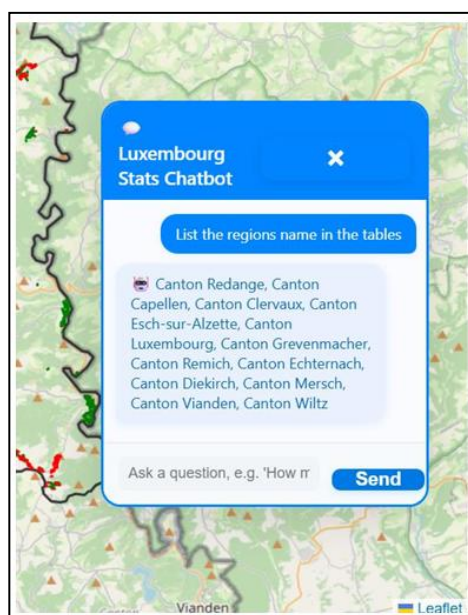 Luxembourg
Stats Chatbot
×
List the regions name in the tables
Canton Redange, Canton
Capellen, Canton Clervaux, Canton
Esch-sur-Alzette, Canton
Luxembourg, Canton Grevenmacher,
Canton Remich, Canton Echternach,
Canton Diekirch, Canton Mersch,
Canton Vianden, Canton Wiltz
Ask a question, e.g. 'How m
Send
Vianden
Leaflet